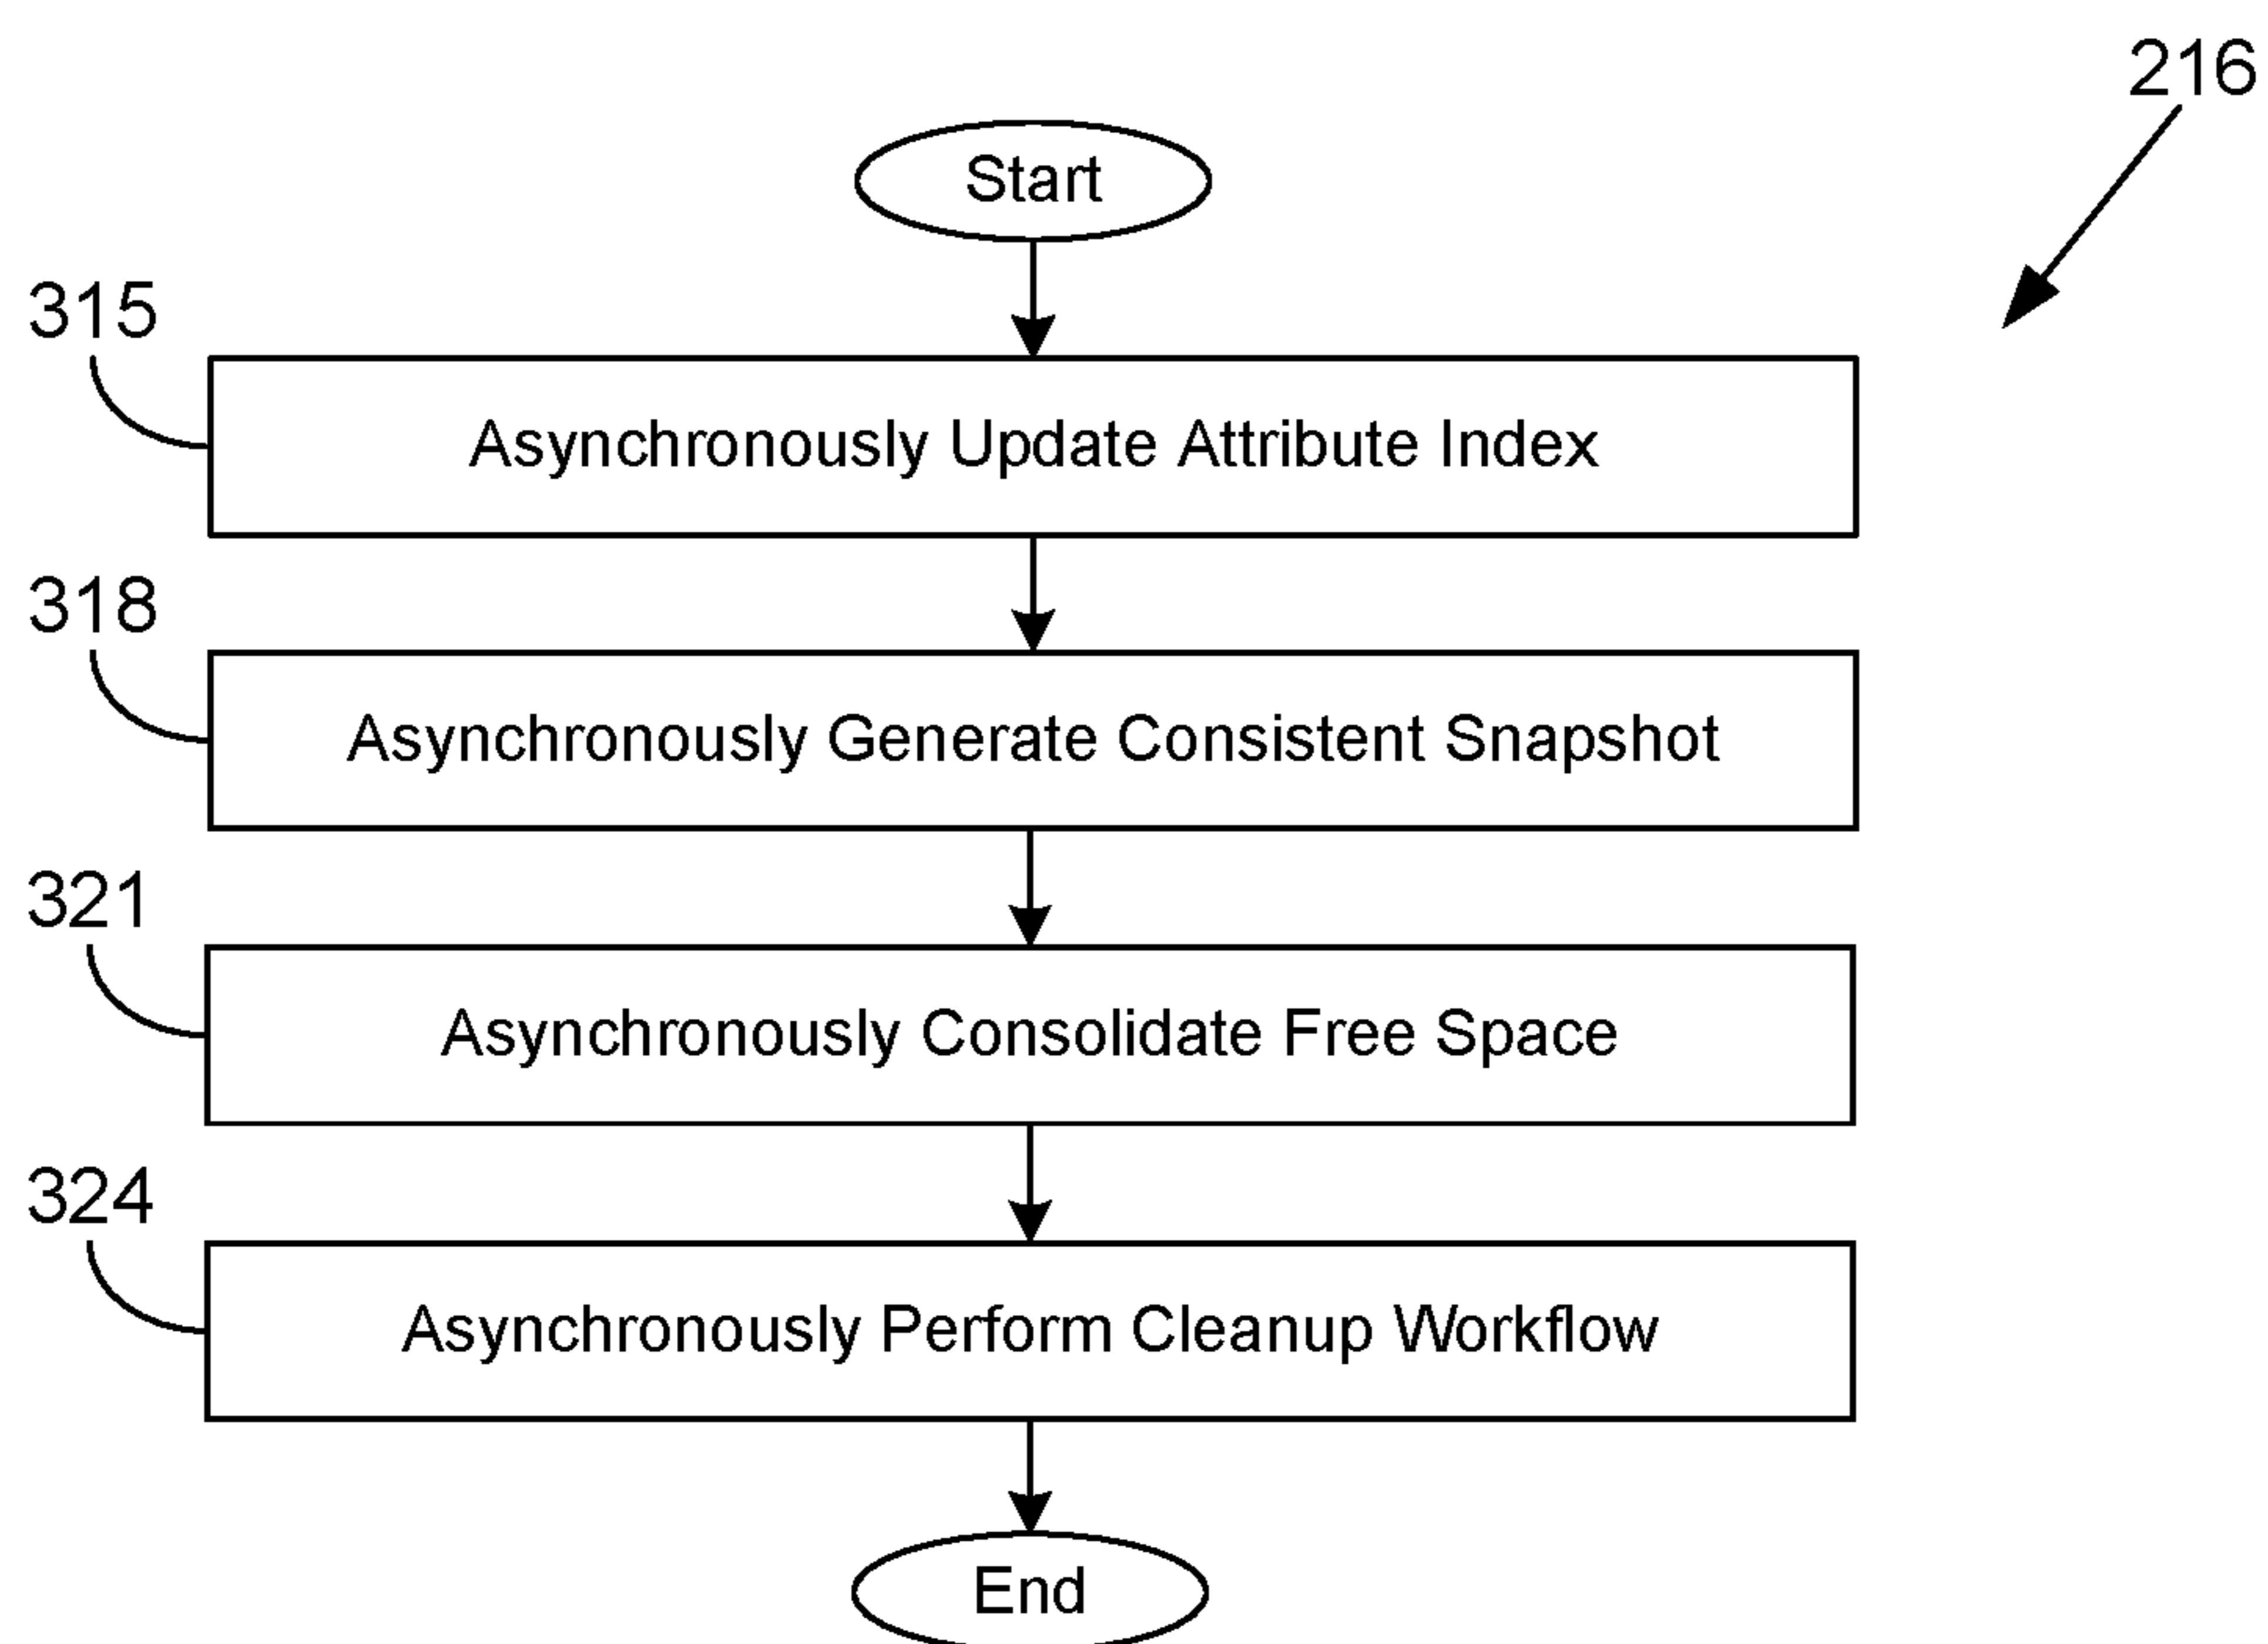 216
Start
315
Asynchronously Update Attribute Index
318
Asynchronously Generate Consistent Snapshot
321
Asynchronously Consolidate Free Space
324
Asynchronously Perform Cleanup Workflow
End